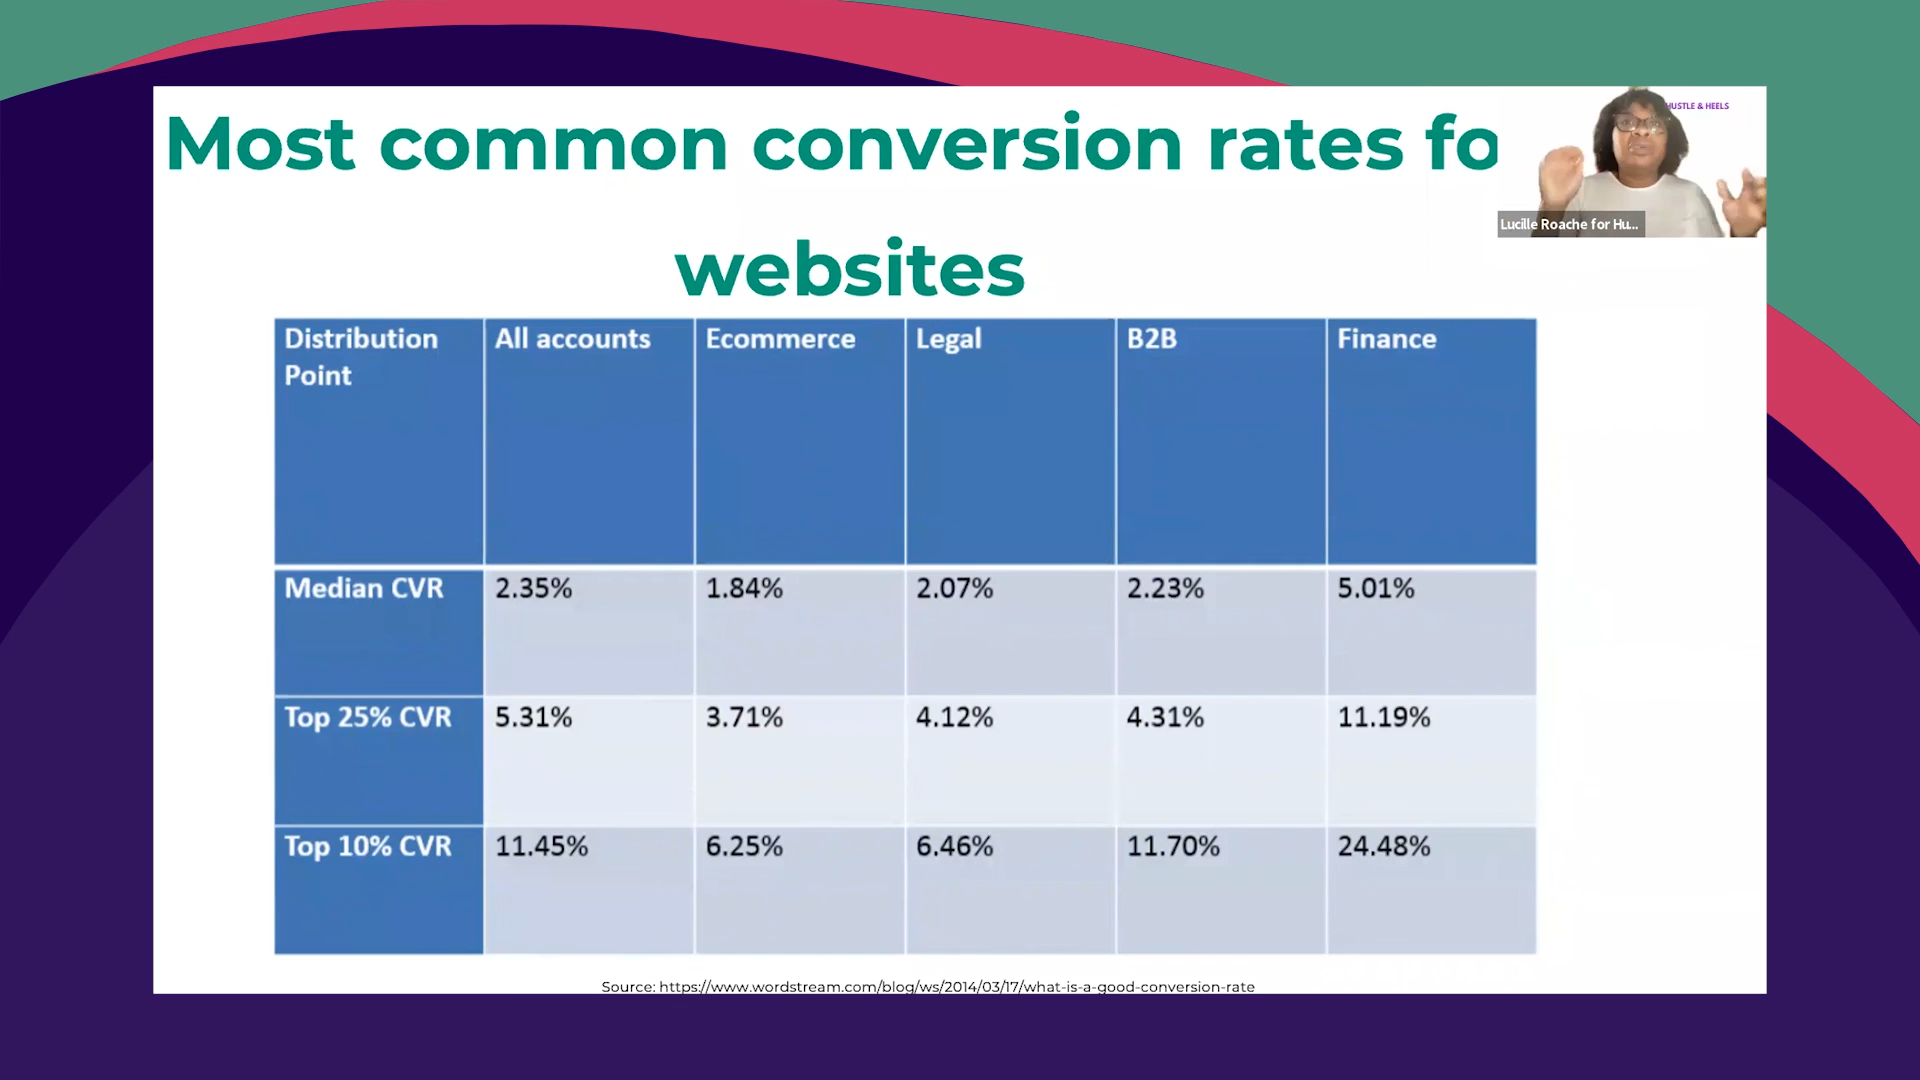 Most common conversion rates fo
websites
HUSTLE & HEELS
Lucille Roache for Hu...
Distribution Point	All accounts	Ecommerce	Legal	B2B	Finance
Median CVR	2.35%	1.84%	2.07%	2.23%	5.01%
Top 25% CVR	5.31%	3.71%	4.12%	4.31%	11.19%
Top 10% CVR	11.45%	6.25%	6.46%	11.70%	24.48%
Source: https://www.wordstream.com/blog/ws/2014/03/17/what-is-a-good-conversion-rate